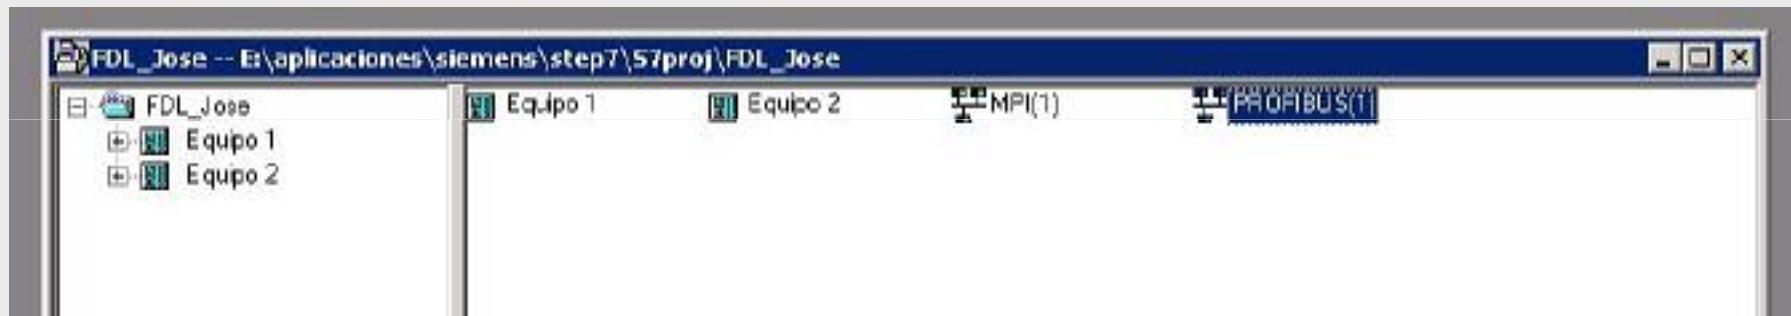 FDL_Jose -- E:\aplicaciones\siemens\step7\S7proj\FDL_Jose
FDL_Jose
Equipo 1
Equipo 2
Equipo 1
Equipo 2
MPI(1)
PROFIBUS(1)